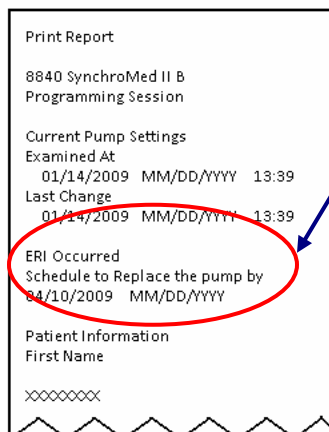 Print Report
8840 SynchroMed II B
Programming Session
Current Pump Settings
Examined At
01/14/2009 MM/DD/YYYY 13:39
Last Change
01/14/2009 MM/DD/YYYY 13:39
ERI Occurred
Schedule to Replace the pump by
04/10/2009 MM/DD/YYYY
Patient Information
First Name
XXXXXXXXX